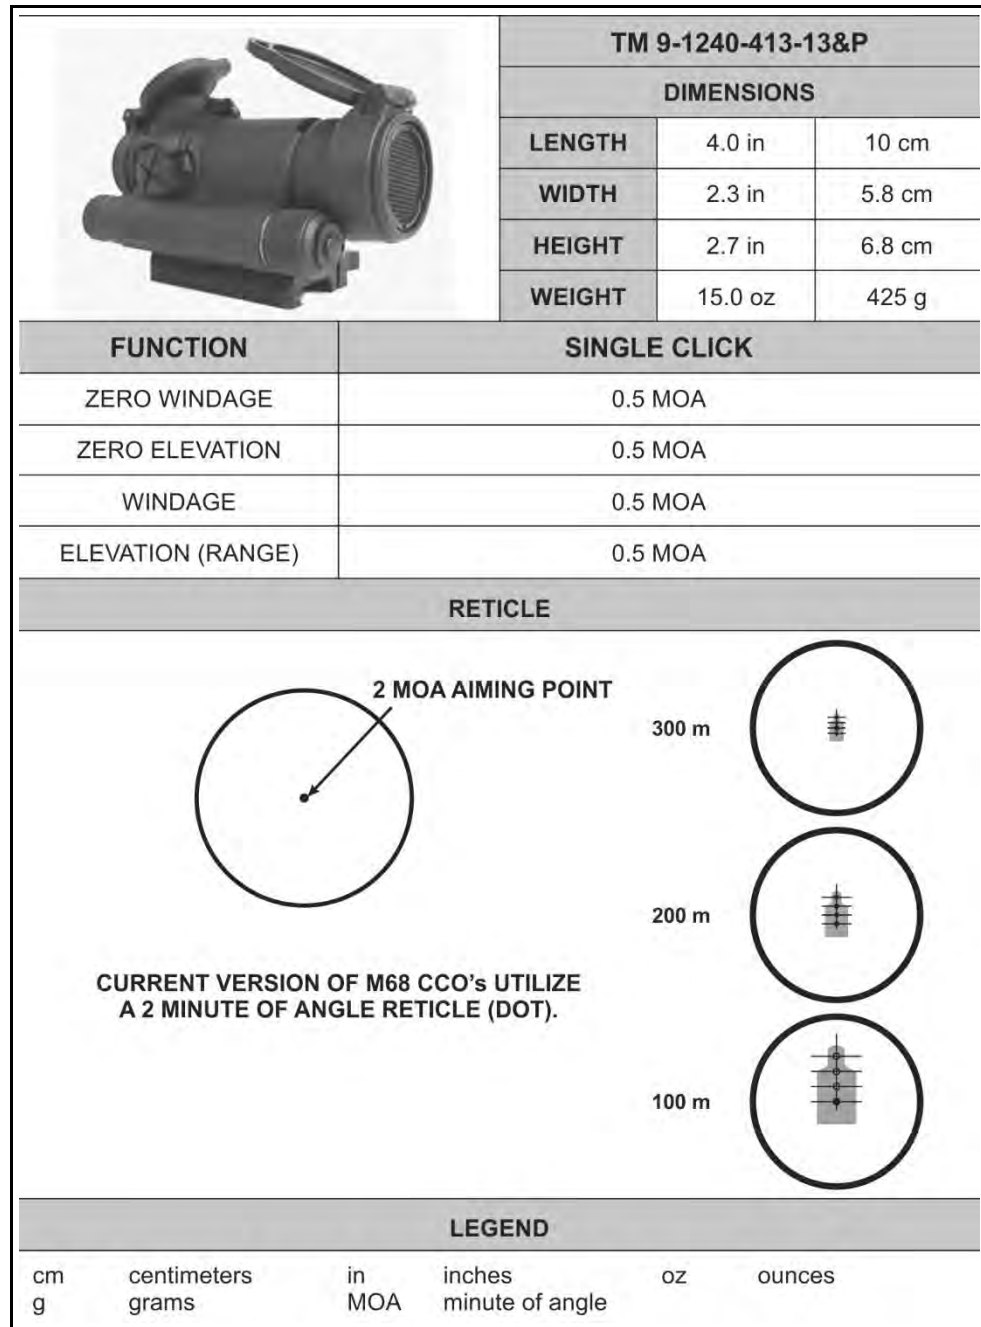 TM 9-1240-413-13&P
DIMENSIONS
LENGTH 4.0 in 10 cm
WIDTH 2.3 in 5.8 cm
HEIGHT 2.7 in 6.8 cm
WEIGHT 15.0 oz 425 g
FUNCTION SINGLE CLICK
ZERO WINDAGE 0.5 MOA
ZERO ELEVATION 0.5 MOA
WINDAGE 0.5 MOA
ELEVATION (RANGE) 0.5 MOA
RETICLE
2 MOA AIMING POINT
300 m
200 m
CURRENT VERSION OF M68 CCO's UTILIZE
A 2 MINUTE OF ANGLE RETICLE (DOT).
100 m
LEGEND
cm centimeters in inches oz ounces
g grams MOA minute of angle